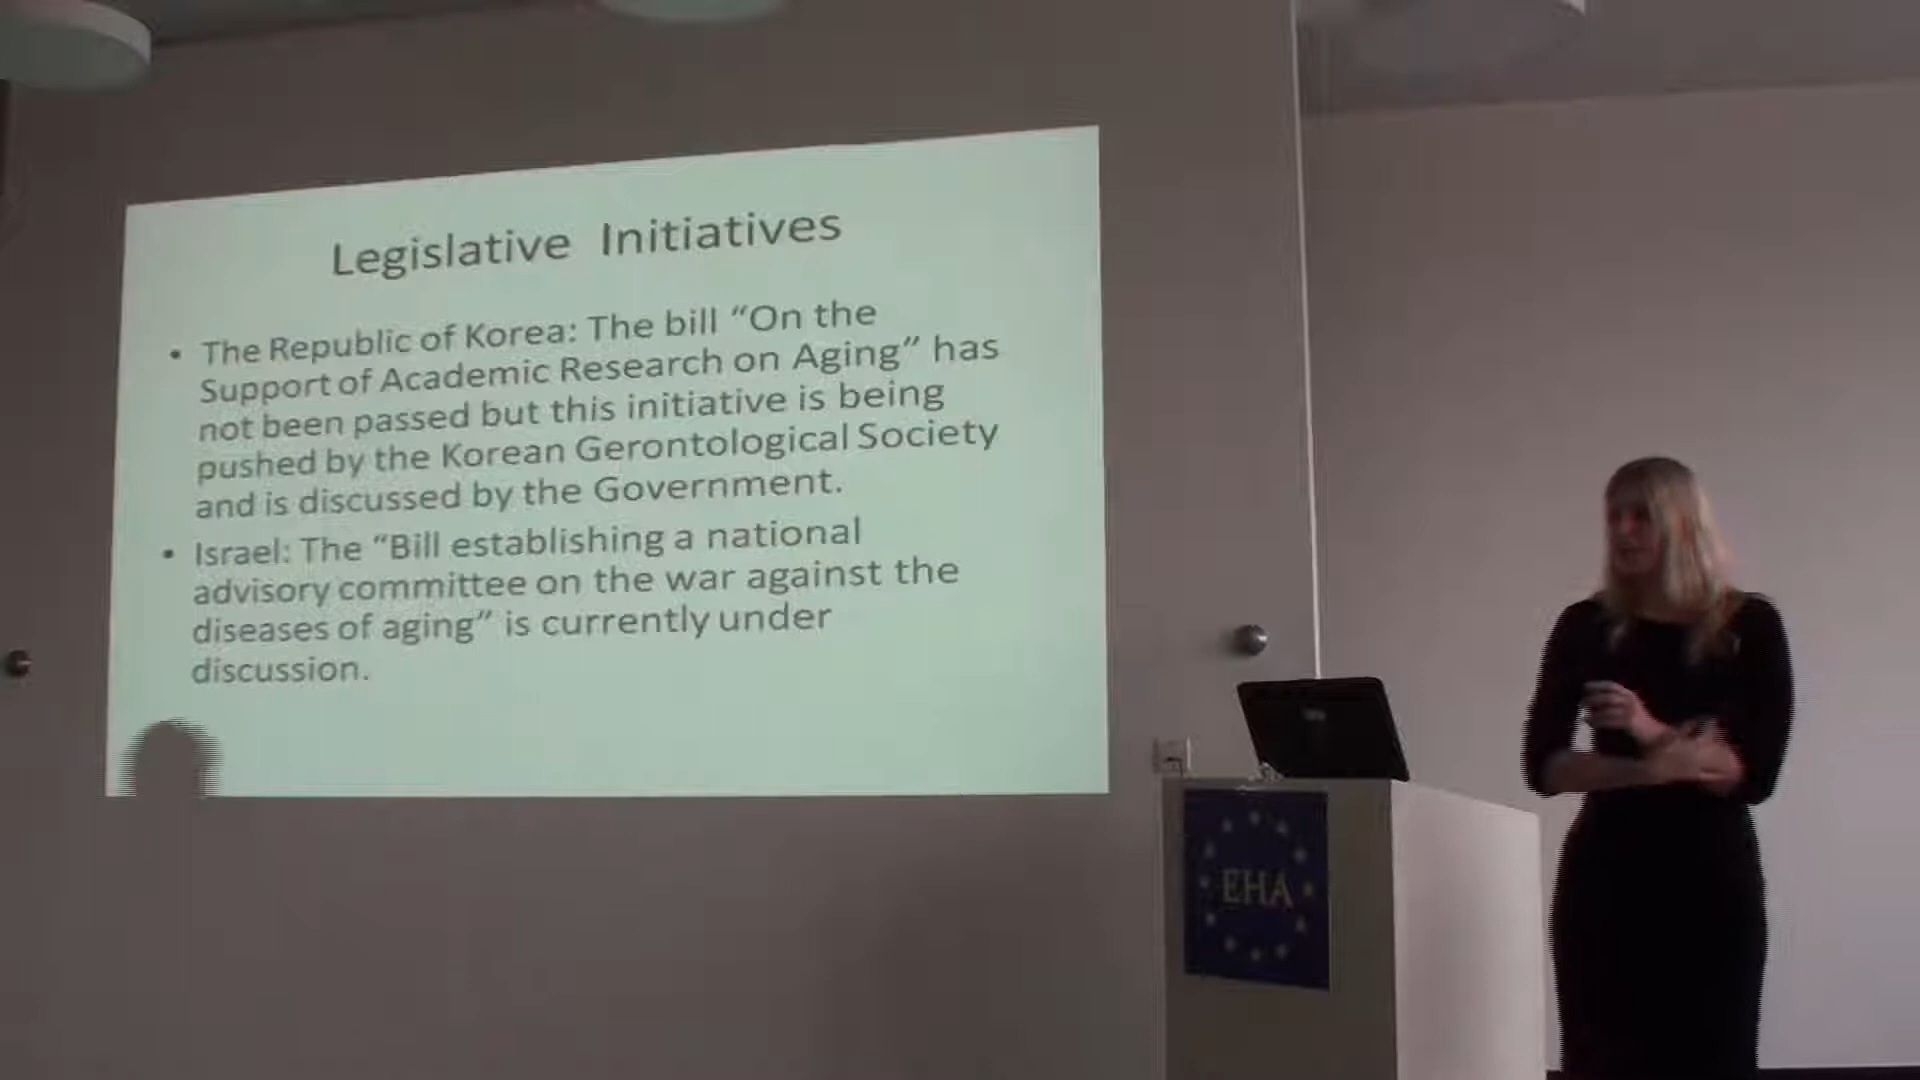 Legislative Initiatives
• The Republic of Korea: The bill “On the
Support of Academic Research on Aging” has
not been passed but this initiative is being
pushed by the Korean Gerontological Society
and is discussed by the Government.
• Israel: The “Bill establishing a national
advisory committee on the war against the
diseases of aging” is currently under
discussion.
EHA